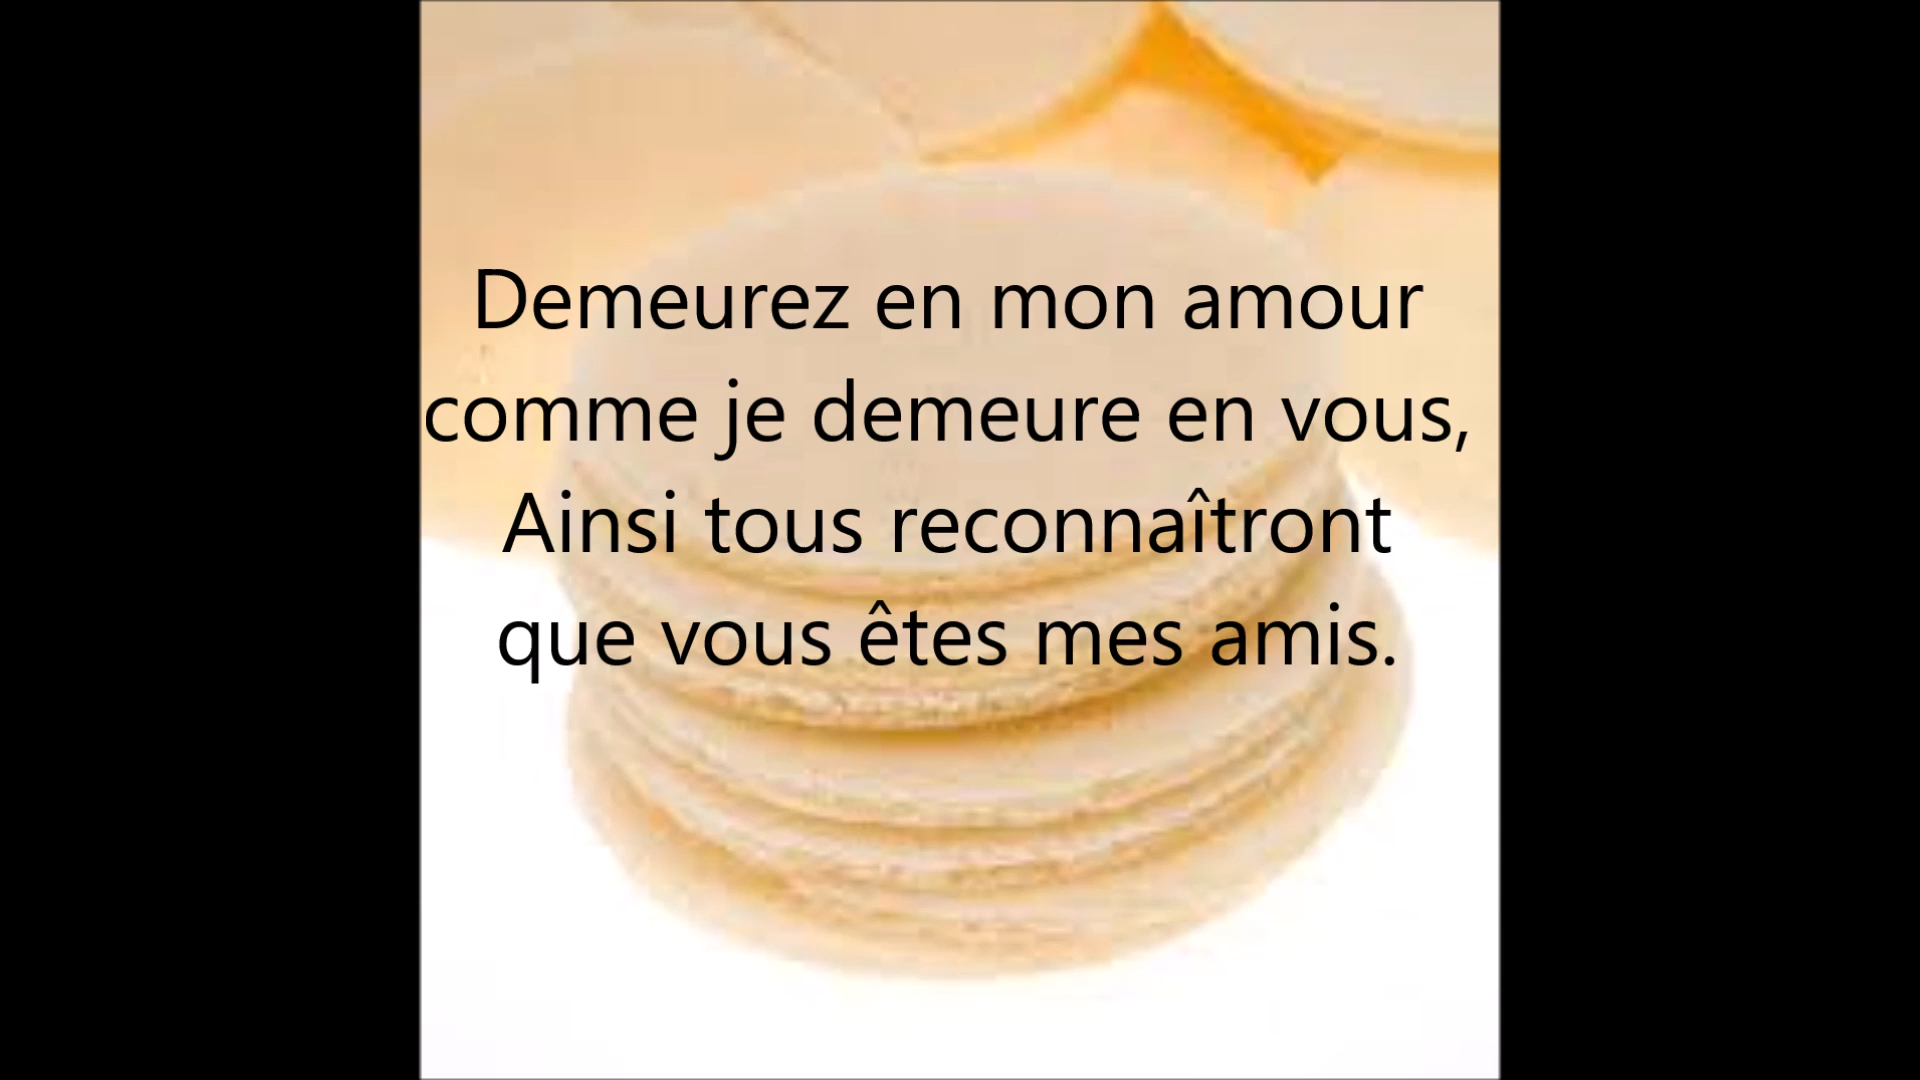 Demeurez en mon amour
comme je demeure en vous,
Ainsi tous reconnaîtront
que vous êtes mes amis.